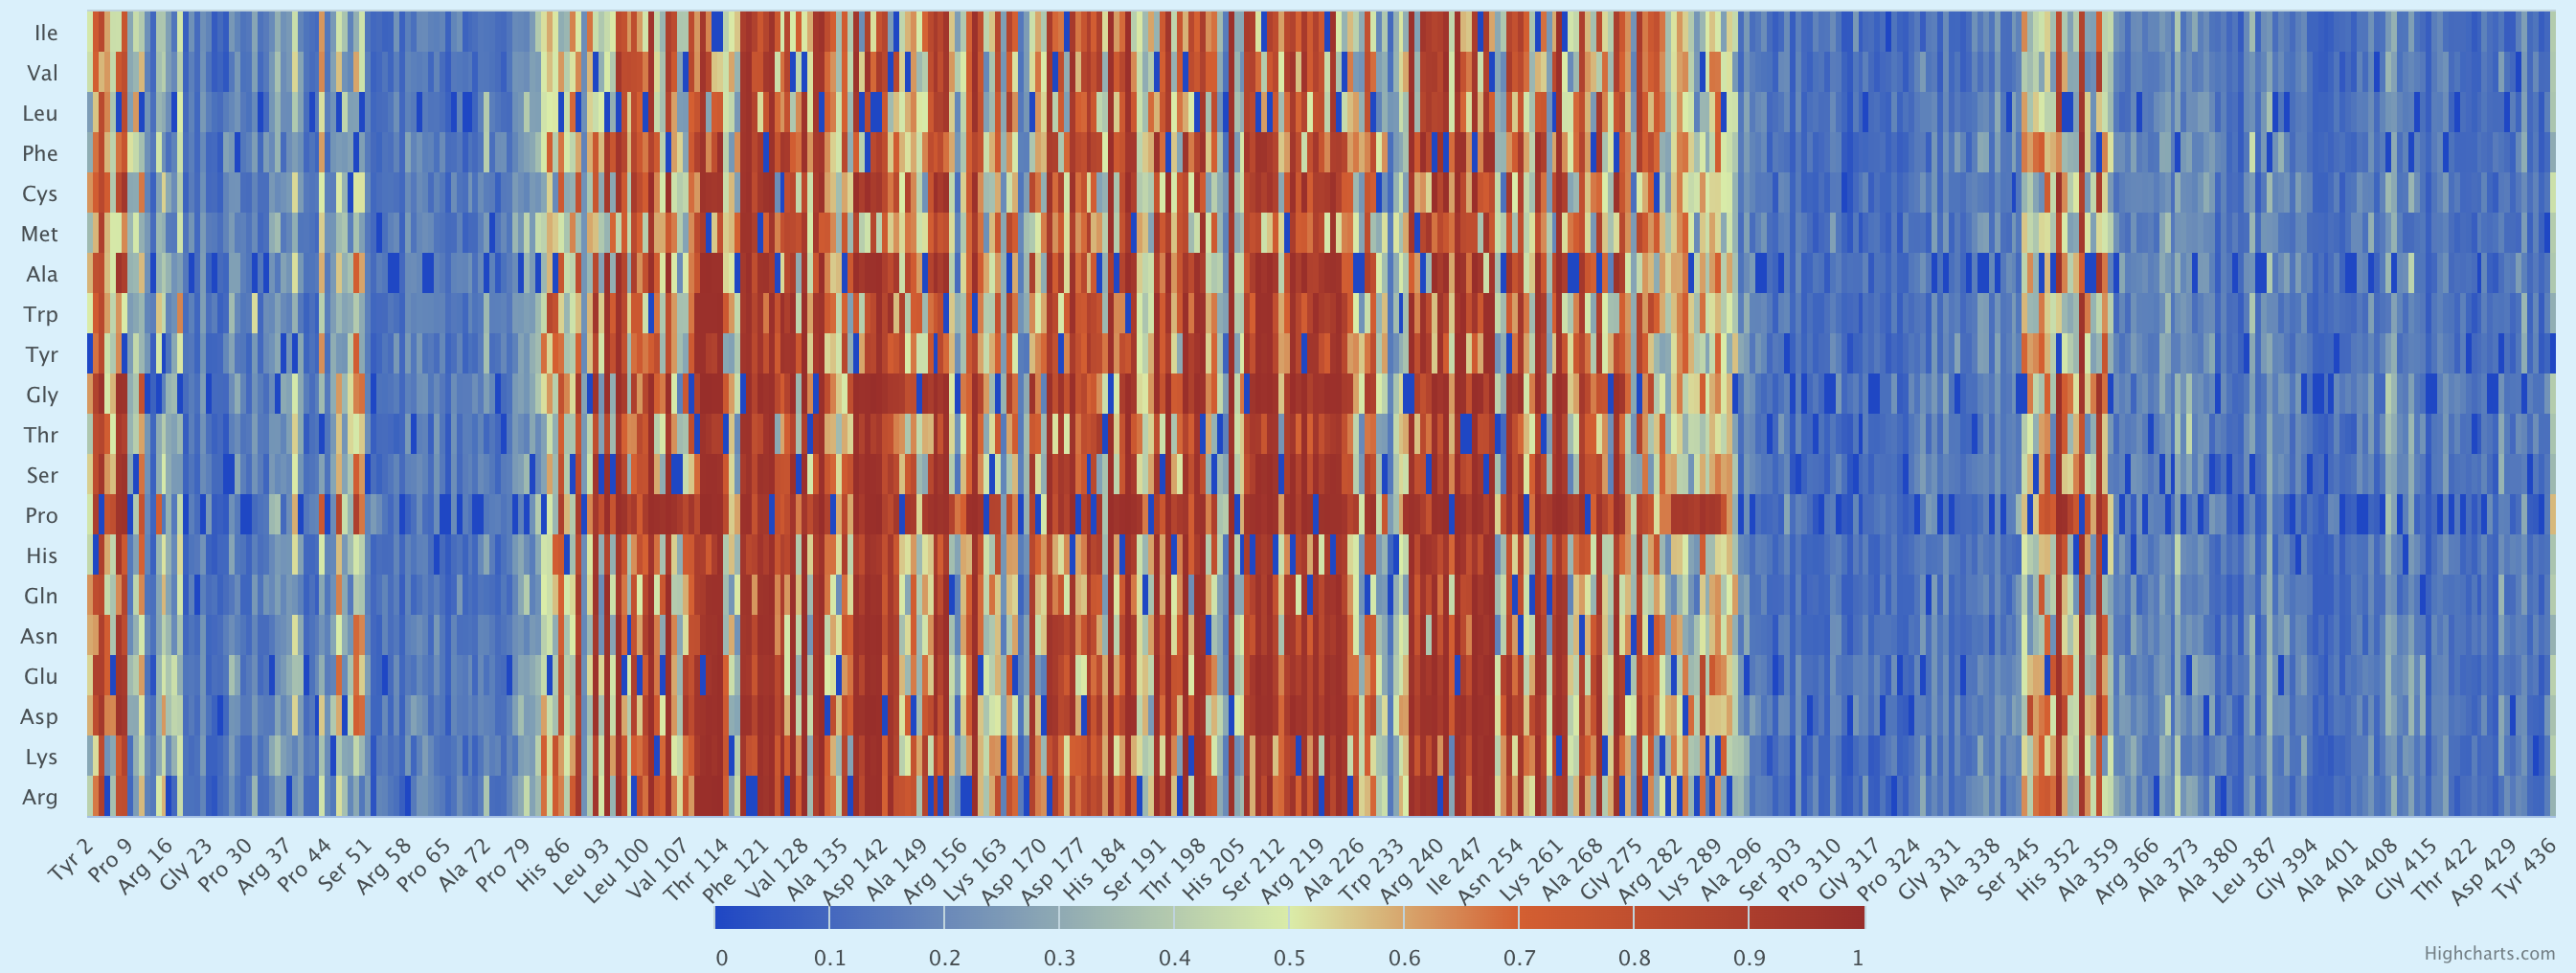 Ile
Val
Leu
Phe
Cys
Met
Ala
Trp
Tyr
Gly
Thr
Ser
Pro
His
Gln
Asn
Glu
Asp
Lys
Arg
Tyr 2 Pro 9 Arg 16 Gly 23 Pro 30 Arg 37 Pro 44 Ser 51 Arg 58 Pro 65 Ala 72 Pro 79 His 86 Leu 93 Leu 100 Val 107 Thr 114 Phe 121 Val 128 Ala 135 Asp 142 Ala 149 Arg 156 Lys 163 Asp 170 Asp 177 His 184 Ser 191 Thr 198 His 205 Ser 212 Arg 219 Ala 226 Trp 233 Arg 240 Ile 247 Asn 254 Lys 261 Ala 268 Gly 275 Arg 282 Lys 289 Ala 296 Ser 303 Pro 310 Gly 317 Pro 324 Gly 331 Ala 338 Ser 345 His 352 Ala 359 Arg 366 Ala 373 Ala 380 Leu 387 Gly 394 Ala 401 Ala 408 Gly 415 Thr 422 Asp 429 Tyr 436
0 0.1 0.2 0.3 0.4 0.5 0.6 0.7 0.8 0.9 1
Highcharts.com